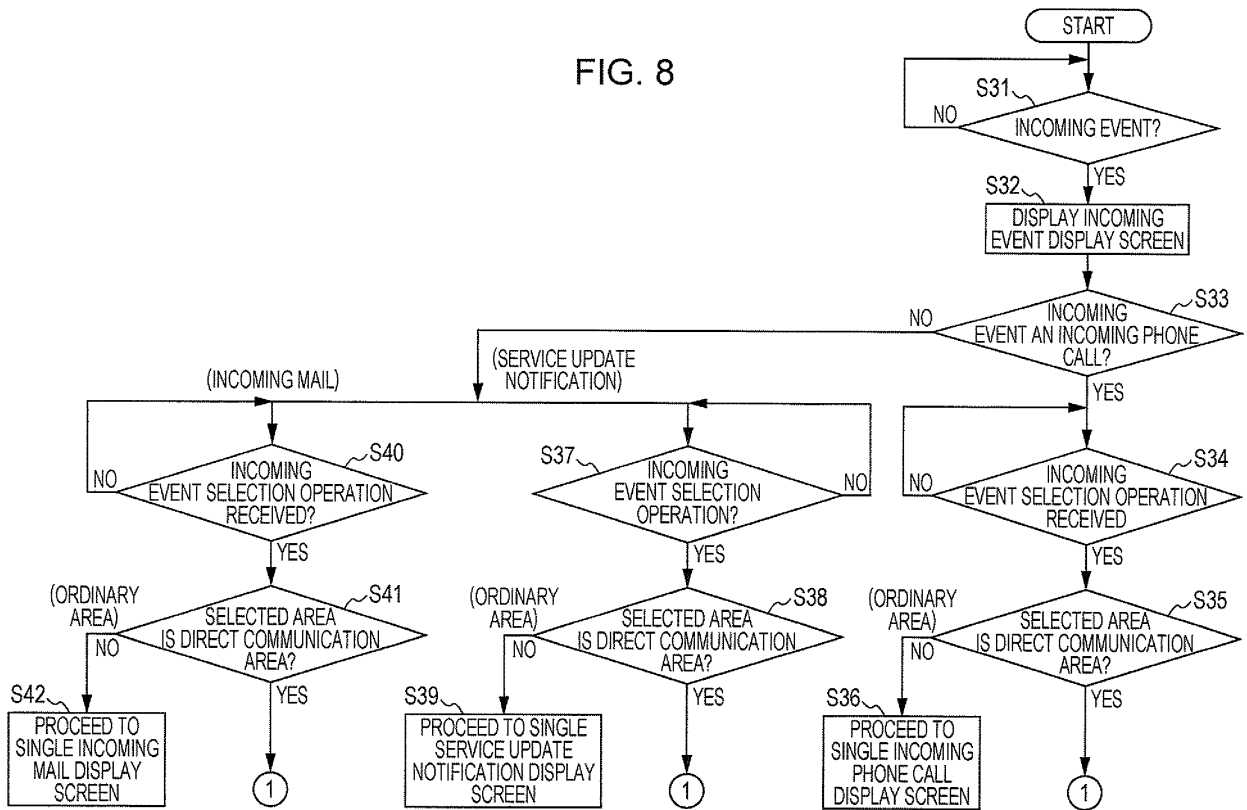 FIG. 8
START
S31
NO
INCOMING EVENT?
YES
S32
DISPLAY INCOMING
EVENT DISPLAY SCREEN
S33
NO
INCOMING
EVENT AN INCOMING PHONE
CALL?
YES
(INCOMING MAIL)
(SERVICE UPDATE
NOTIFICATION)
S40
NO
INCOMING
EVENT SELECTION OPERATION
RECEIVED?
YES
S37
INCOMING
EVENT SELECTION
OPERATION?
NO
YES
S34
NO
INCOMING
EVENT SELECTION OPERATION
RECEIVED
YES
(ORDINARY
AREA)
S41
SELECTED AREA
IS DIRECT COMMUNICATION
AREA?
NO
YES
(ORDINARY
AREA)
S38
SELECTED AREA
IS DIRECT COMMUNICATION
AREA?
NO
YES
(ORDINARY
AREA)
S35
SELECTED AREA
IS DIRECT COMMUNICATION
AREA?
NO
YES
S42
PROCEED TO
SINGLE INCOMING
MAIL DISPLAY
SCREEN
1
S39
PROCEED TO SINGLE
SERVICE UPDATE
NOTIFICATION DISPLAY
SCREEN
1
S36
PROCEED TO
SINGLE INCOMING
PHONE CALL
DISPLAY SCREEN
1